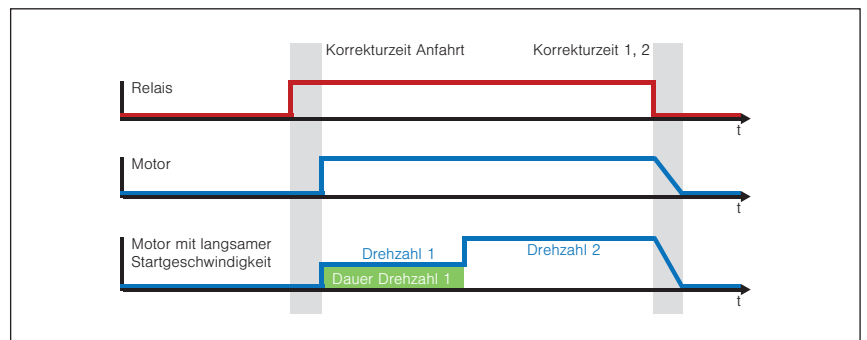 Korrekturzeit Anfahrt
Korrekturzeit 1, 2
Relais
t
Motor
t
Motor mit langsamer
Startgeschwindigkeit
Drehzahl 1
Drehzahl 2
Dauer Drehzahl 1
t